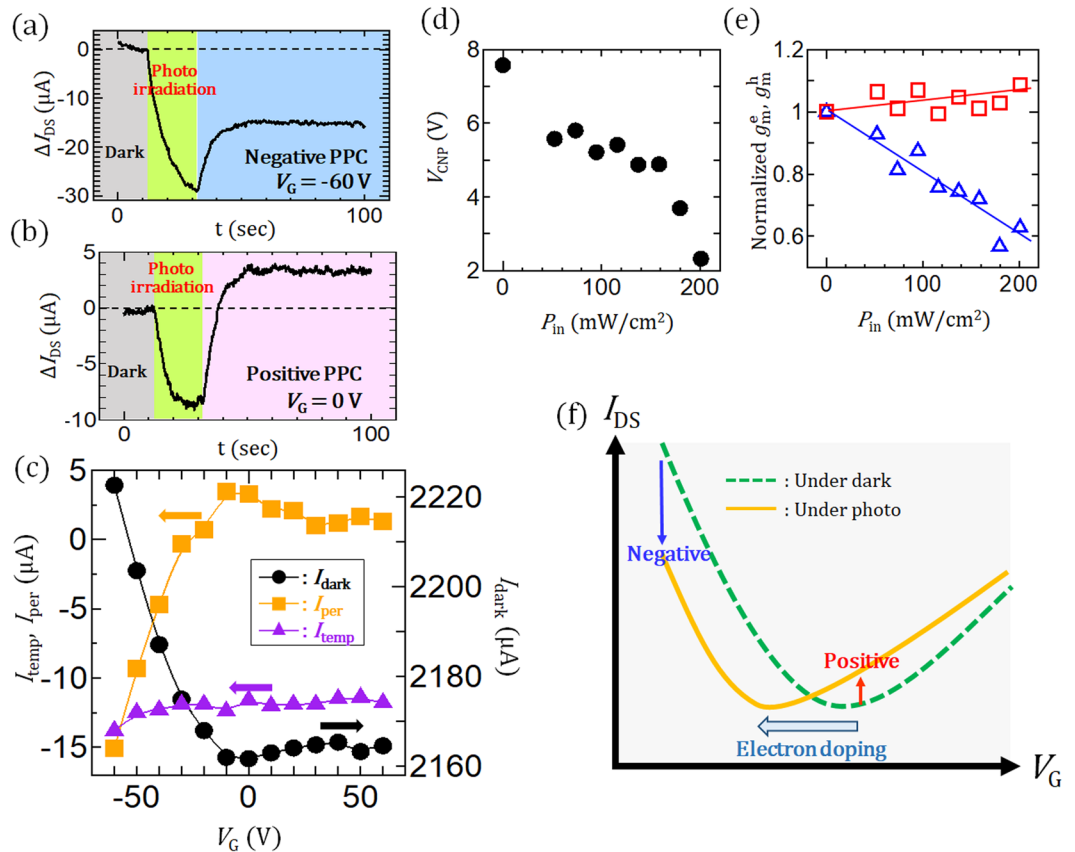 (a)
0
-10
-20
-30
ΔI_DS (μA)
Photo
irradiation
Dark
Negative PPC
V_G = -60 V
0
100
t (sec)
(b)
5
0
-5
-10
ΔI_DS (μA)
Photo
irradiation
Dark
Positive PPC
V_G = 0 V
0
100
t (sec)
(c)
5
0
-5
-10
-15
I_temp, I_per (μA)
2220
2200
2180
2160
I_dark (μA)
: I_dark
: I_per
: I_temp
-50
0
50
V_G (V)
(d)
8
6
4
2
V_CNP (V)
0
100
200
P_in (mW/cm²)
(e)
1.2
1
0.8
0.6
Normalized g_m^e, g_m^h
0
100
200
P_in (mW/cm²)
(f)
I_DS
: Under dark
: Under photo
Negative
Positive
Electron doping
V_G